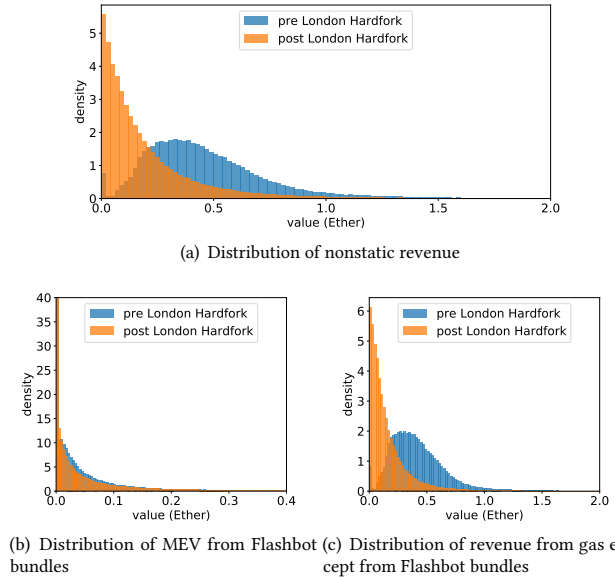 pre London Hardfork
post London Hardfork
5
4
3
2
1
0
density
0.0 0.5 1.0 1.5 2.0
value (Ether)
(a) Distribution of nonstatic revenue
pre London Hardfork
post London Hardfork
40
35
30
25
20
15
10
5
0
density
0.0 0.1 0.2 0.3 0.4
value (Ether)
pre London Hardfork
post London Hardfork
6
5
4
3
2
1
0
density
0.0 0.5 1.0 1.5 2.0
value (Ether)
(b) Distribution of MEV from Flashbot
bundles
(c) Distribution of revenue from gas e
cept from Flashbot bundles